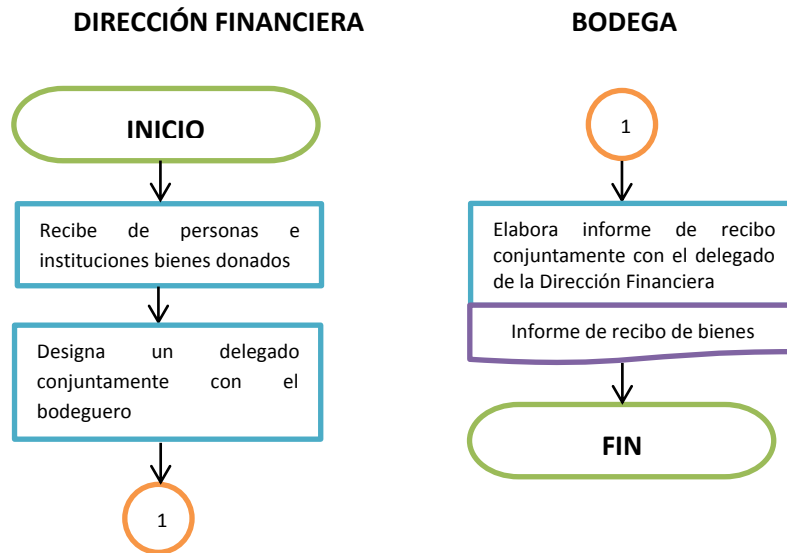 DIRECCIÓN FINANCIERA
INICIO
Recibe de personas e
instituciones bienes donados
Designa un delegado
conjuntamente con el
bodeguero
1
BODEGA
1
Elabora informe de recibo
conjuntamente con el delegado
de la Dirección Financiera
Informe de recibo de bienes
FIN